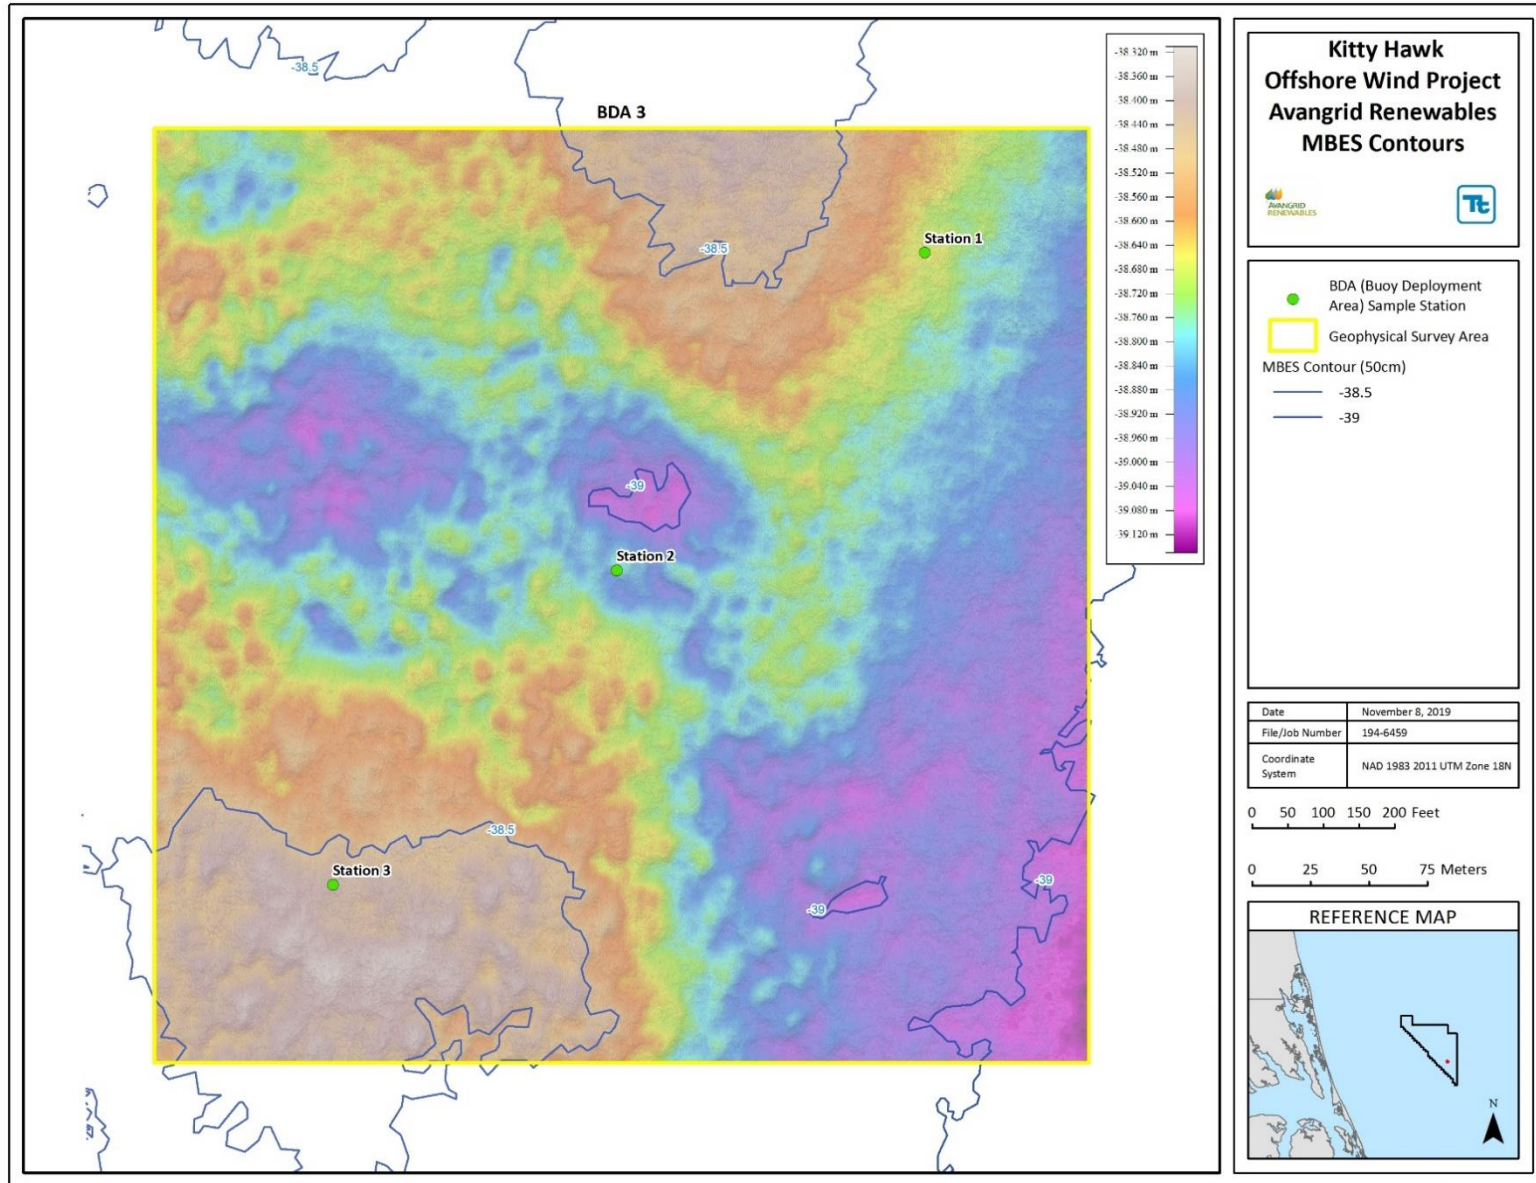 -38.5
BDA 3
Station 1
-38.5
-39
Station 2
-38.5
Station 3
-39
-39
-38.320 m
-38.360 m
-38.400 m
-38.440 m
-38.480 m
-38.520 m
-38.560 m
-38.600 m
-38.640 m
-38.680 m
-38.720 m
-38.760 m
-38.800 m
-38.840 m
-38.880 m
-38.920 m
-38.960 m
-39.000 m
-39.040 m
-39.080 m
-39.120 m
Kitty Hawk
Offshore Wind Project
Avangrid Renewables
MBES Contours
AVANGRID
RENEWABLES
Tt
BDA (Buoy Deployment
Area) Sample Station
Geophysical Survey Area
MBES Contour (50cm)
-38.5
-39
Date November 8, 2019
File/Job Number 194-6459
Coordinate
System NAD 1983 2011 UTM Zone 18N
0 50 100 150 200 Feet
0 25 50 75 Meters
REFERENCE MAP
N